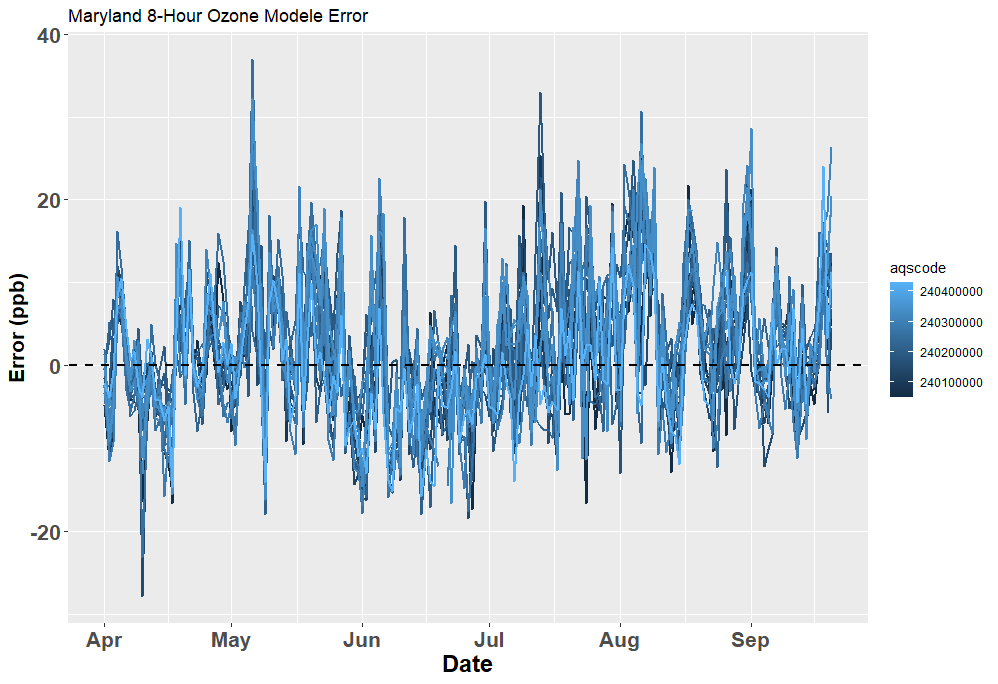 Maryland 8-Hour Ozone Modele Error
40
20
0
-20
Error (ppb)
Apr May Jun Jul Aug Sep
Date
aqscode
240400000
240300000
240200000
240100000